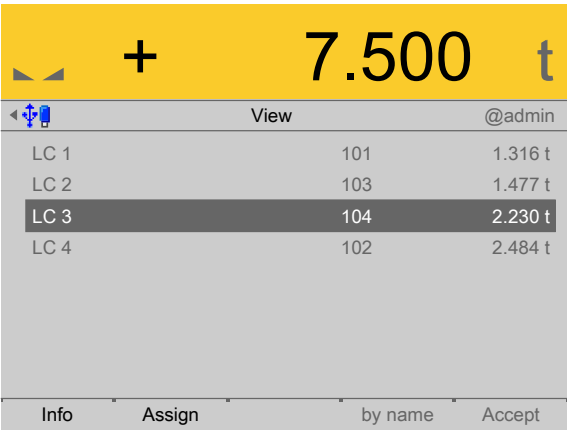 + 7.500 t
View @admin
LC 1 101 1.316 t
LC 2 103 1.477 t
LC 3 104 2.230 t
LC 4 102 2.484 t
Info Assign by name Accept